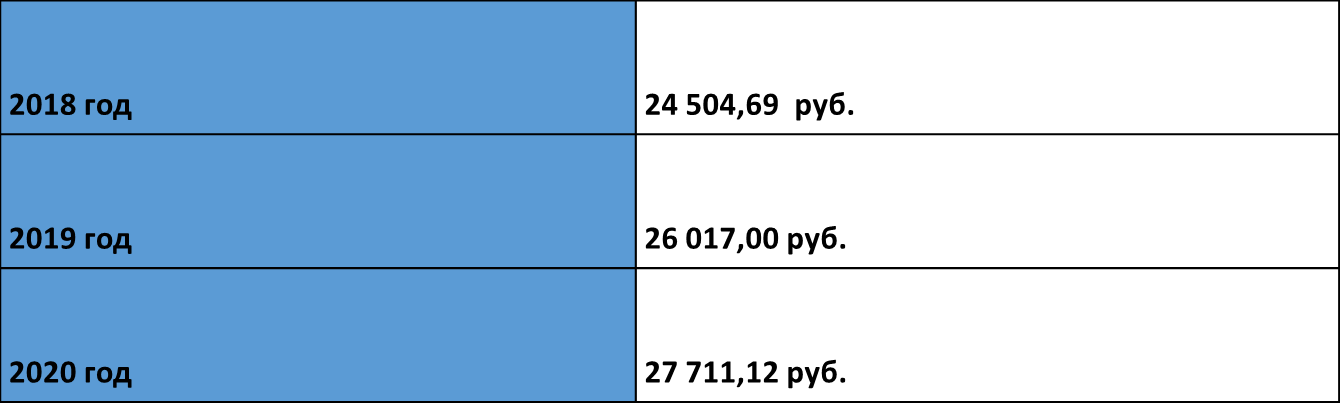 2018 год 24 504,69 руб.
2019 год 26 017,00 руб.
2020 год 27 711,12 руб.